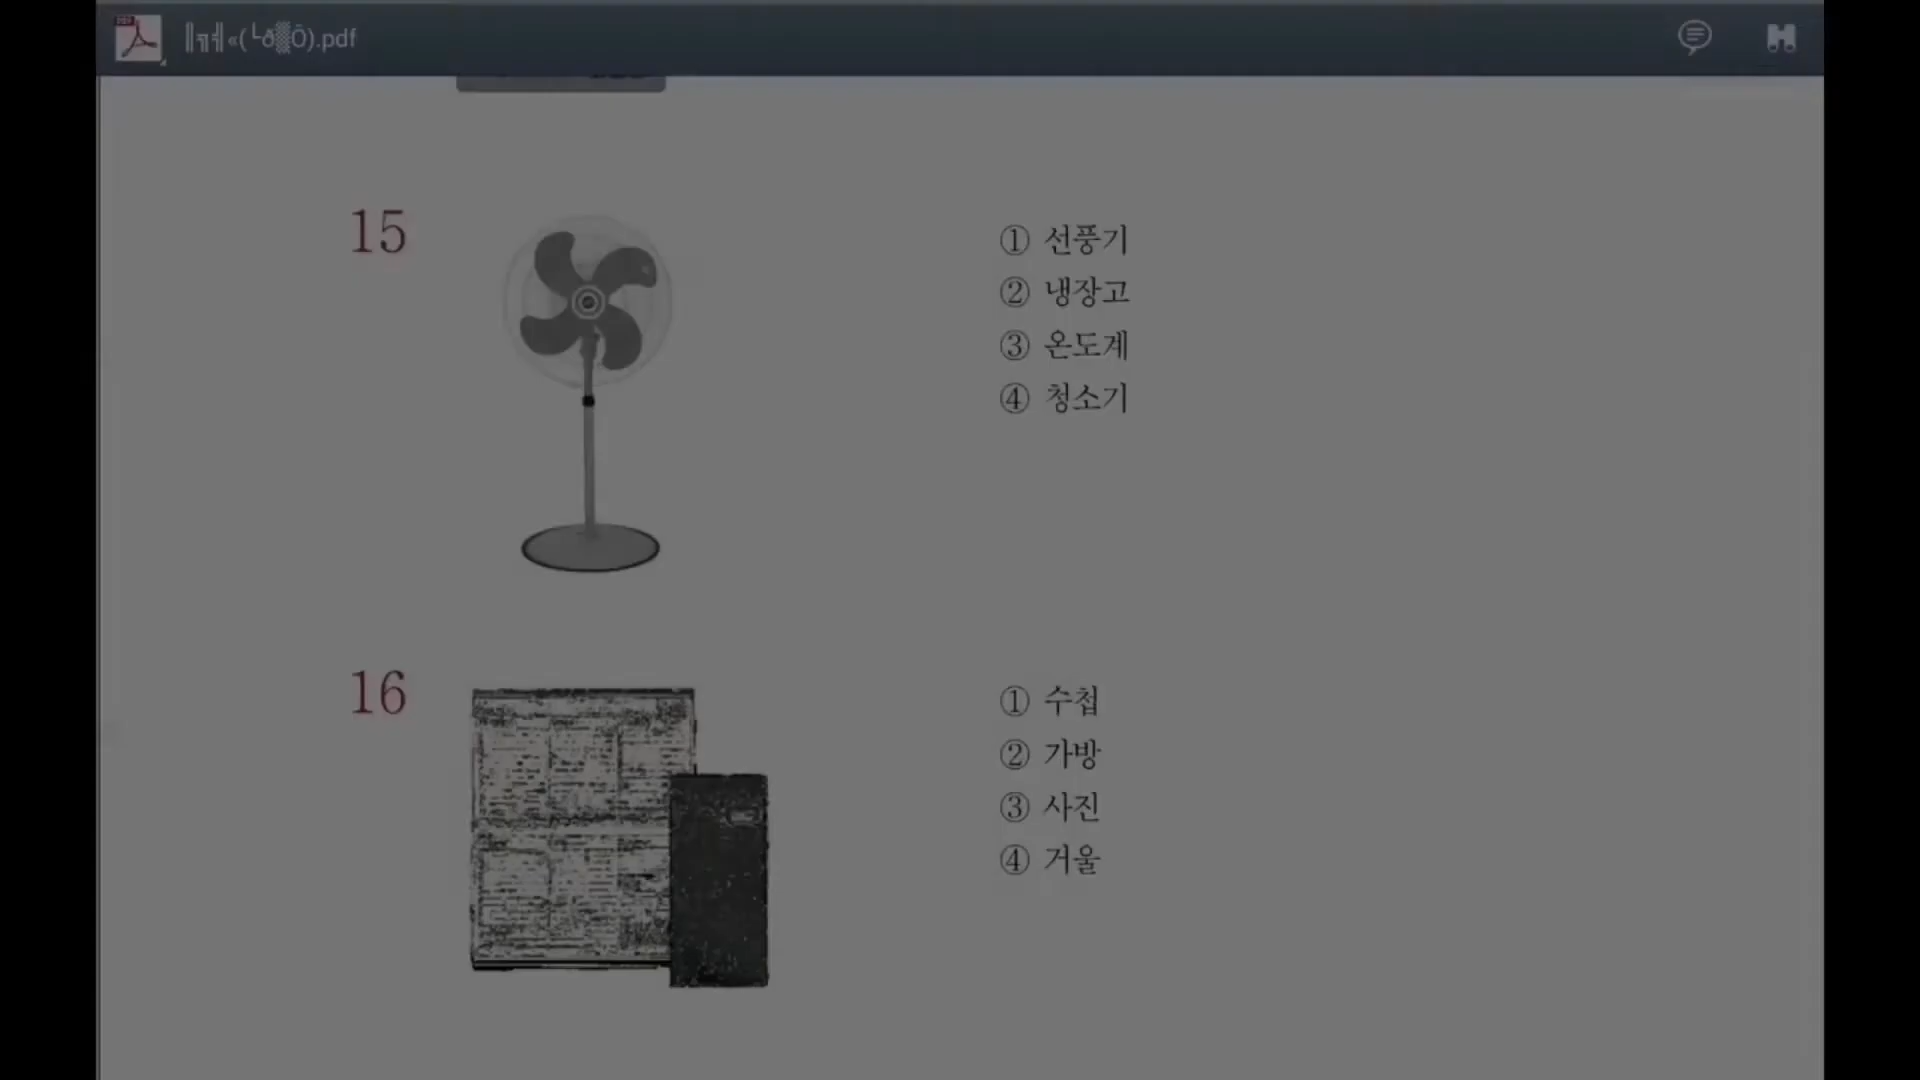 15
① 선풍기
② 냉장고
③ 온도계
④ 청소기
16
① 수첩
② 가방
③ 사진
④ 거울